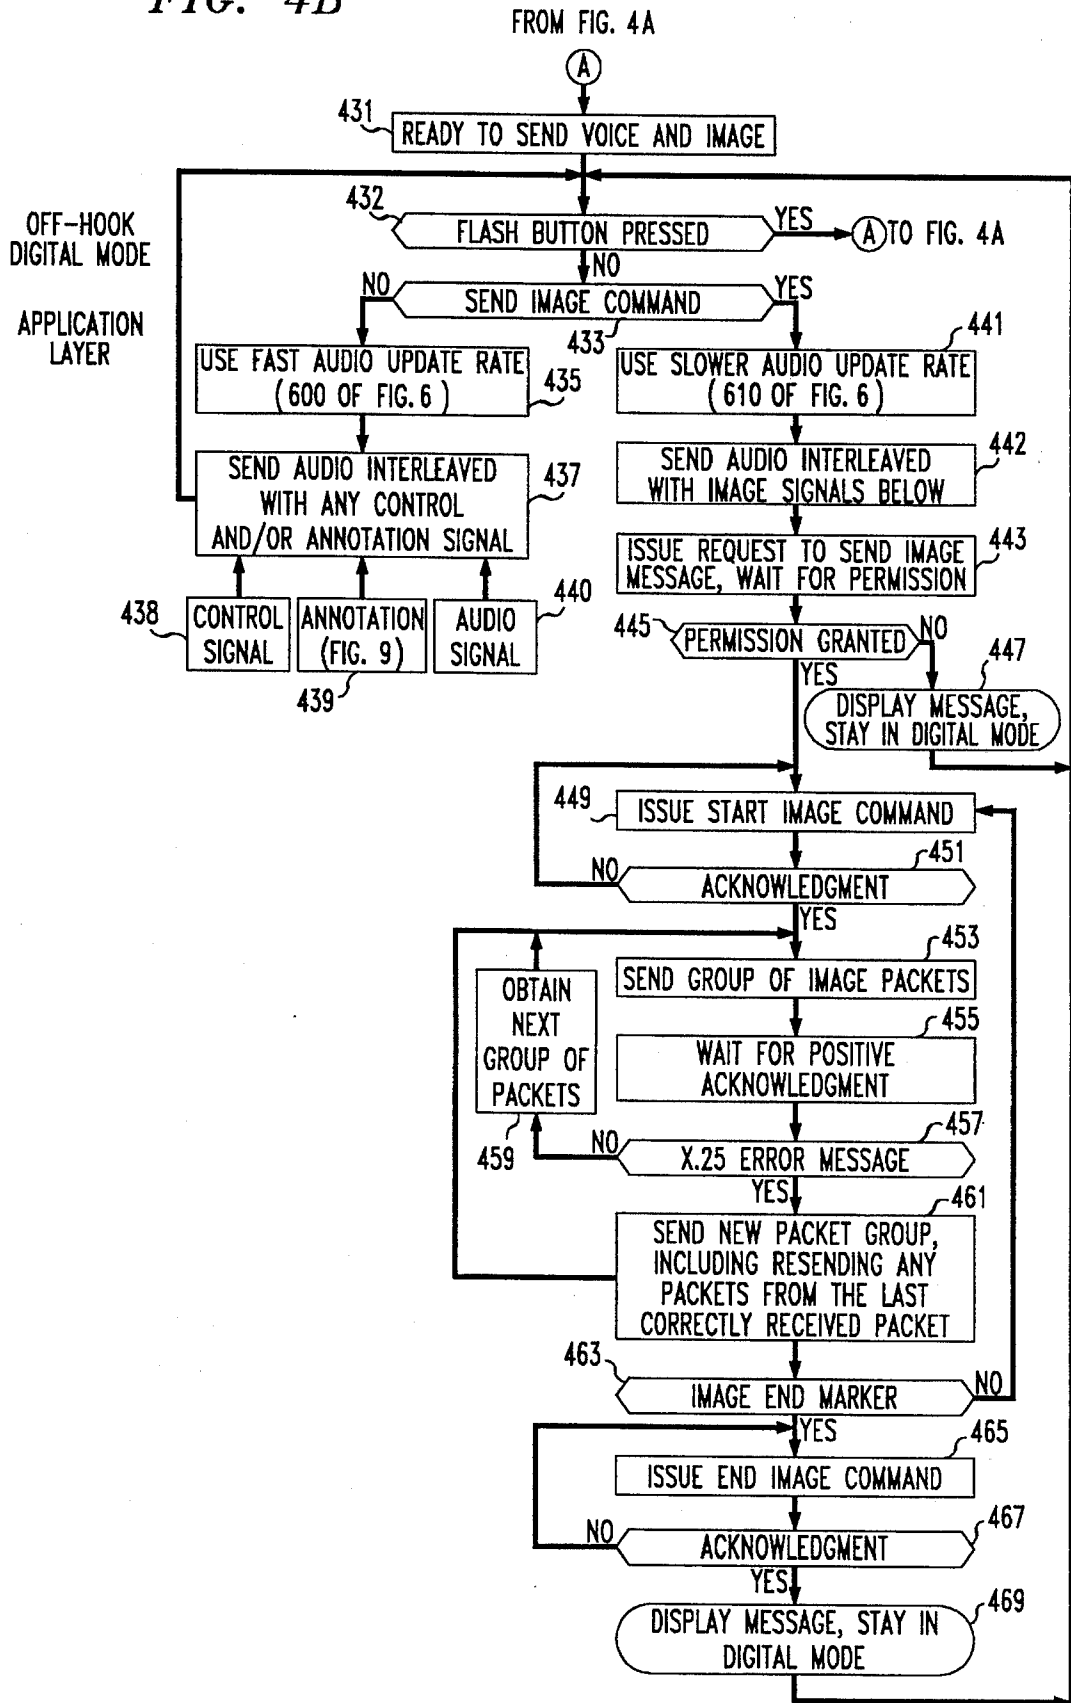 FIG. 4B
FROM FIG. 4A
A
431
READY TO SEND VOICE AND IMAGE
OFF-HOOK
DIGITAL MODE
APPLICATION
LAYER
432
FLASH BUTTON PRESSED
YES
A TO FIG. 4A
NO
NO
SEND IMAGE COMMAND
YES
433
USE FAST AUDIO UPDATE RATE
(600 OF FIG. 6)
435
441
USE SLOWER AUDIO UPDATE RATE
(610 OF FIG. 6)
SEND AUDIO INTERLEAVED
WITH ANY CONTROL
AND/OR ANNOTATION SIGNAL
437
442
SEND AUDIO INTERLEAVED
WITH IMAGE SIGNALS BELOW
ISSUE REQUEST TO SEND IMAGE
MESSAGE, WAIT FOR PERMISSION
443
438
CONTROL
SIGNAL
ANNOTATION
(FIG. 9)
439
AUDIO
SIGNAL
440
445
PERMISSION GRANTED
NO
YES
447
DISPLAY MESSAGE,
STAY IN DIGITAL MODE
449
ISSUE START IMAGE COMMAND
451
NO
ACKNOWLEDGMENT
YES
453
SEND GROUP OF IMAGE PACKETS
455
WAIT FOR POSITIVE
ACKNOWLEDGMENT
OBTAIN
NEXT
GROUP OF
PACKETS
459
457
NO
X.25 ERROR MESSAGE
YES
461
SEND NEW PACKET GROUP,
INCLUDING RESENDING ANY
PACKETS FROM THE LAST
CORRECTLY RECEIVED PACKET
463
IMAGE END MARKER
NO
YES
465
ISSUE END IMAGE COMMAND
467
NO
ACKNOWLEDGMENT
YES
469
DISPLAY MESSAGE, STAY IN
DIGITAL MODE